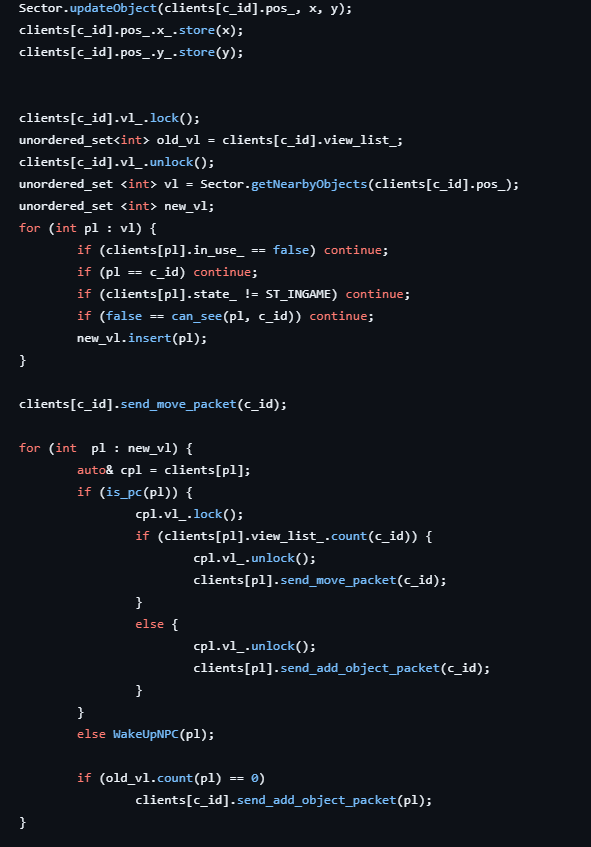 Sector.updateObject(clients[c_id].pos_, x, y);
clients[c_id].pos_.x_.store(x);
clients[c_id].pos_.y_.store(y);
clients[c_id].vl_.lock();
unordered_set<int> old_vl = clients[c_id].view_list_;
clients[c_id].vl_.unlock();
unordered_set <int> vl = Sector.getNearbyObjects(clients[c_id].pos_);
unordered_set <int> new_vl;
for (int pl : vl) {
        if (clients[pl].in_use_ == false) continue;
        if (pl == c_id) continue;
        if (clients[pl].state_ != ST_INGAME) continue;
        if (false == can_see(pl, c_id)) continue;
        new_vl.insert(pl);
}
clients[c_id].send_move_packet(c_id);
for (int  pl : new_vl) {
        auto& cpl = clients[pl];
        if (is_pc(pl)) {
                cpl.vl_.lock();
                if (clients[pl].view_list_.count(c_id)) {
                        cpl.vl_.unlock();
                        clients[pl].send_move_packet(c_id);
                }
                else {
                        cpl.vl_.unlock();
                        clients[pl].send_add_object_packet(c_id);
                }
        }
        else WakeUpNPC(pl);
        if (old_vl.count(pl) == 0)
                clients[c_id].send_add_object_packet(pl);
}